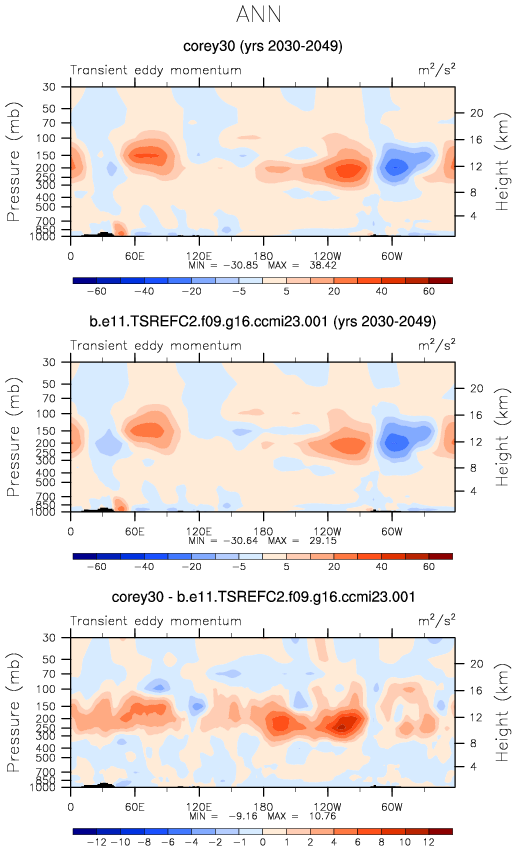 ANN
corey30 (yrs 2030-2049)
Transient eddy momentum m²/s²
Pressure (mb)
30
50
70
100
150
200
250
300
400
500
700
850
1000
Height (km)
20
16
12
8
4
0 60E 120E 180 120W 60W
MIN = -30.85 MAX = 38.42
-60 -40 -20 -5 5 20 40 60
b.e11.TSREFC2.f09.g16.ccmi23.001 (yrs 2030-2049)
Transient eddy momentum m²/s²
Pressure (mb)
30
50
70
100
150
200
250
300
400
500
700
850
1000
Height (km)
20
16
12
8
4
0 60E 120E 180 120W 60W
MIN = -30.64 MAX = 29.15
-60 -40 -20 -5 5 20 40 60
corey30 - b.e11.TSREFC2.f09.g16.ccmi23.001
Transient eddy momentum m²/s²
Pressure (mb)
30
50
70
100
150
200
250
300
400
500
700
850
1000
Height (km)
20
16
12
8
4
0 60E 120E 180 120W 60W
MIN = -9.16 MAX = 10.76
-12 -10 -8 -6 -4 -2 -1 0 1 2 4 6 8 10 12